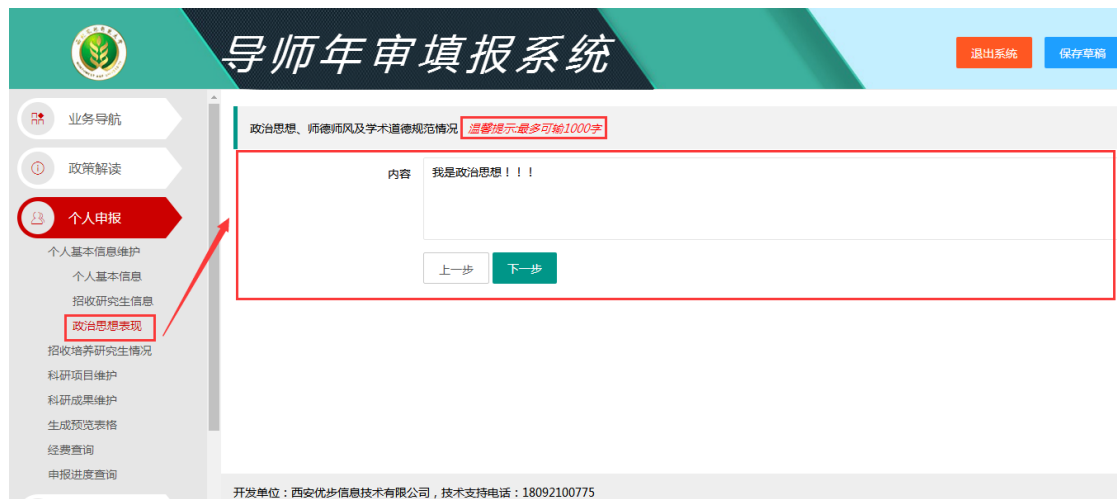 导师年审填报系统
退出系统
保存草稿
业务导航
政策解读
个人申报
个人基本信息维护
个人基本信息
招收研究生信息
政治思想表现
招收培养研究生情况
科研项目维护
科研成果维护
生成预览表格
经费查询
申报进度查询
政治思想、师德师风及学术道德规范情况 温馨提示:最多可输1000字
内容
我是政治思想！！！
上一步
下一步
开发单位：西安优步信息技术有限公司，技术支持电话：18092100775